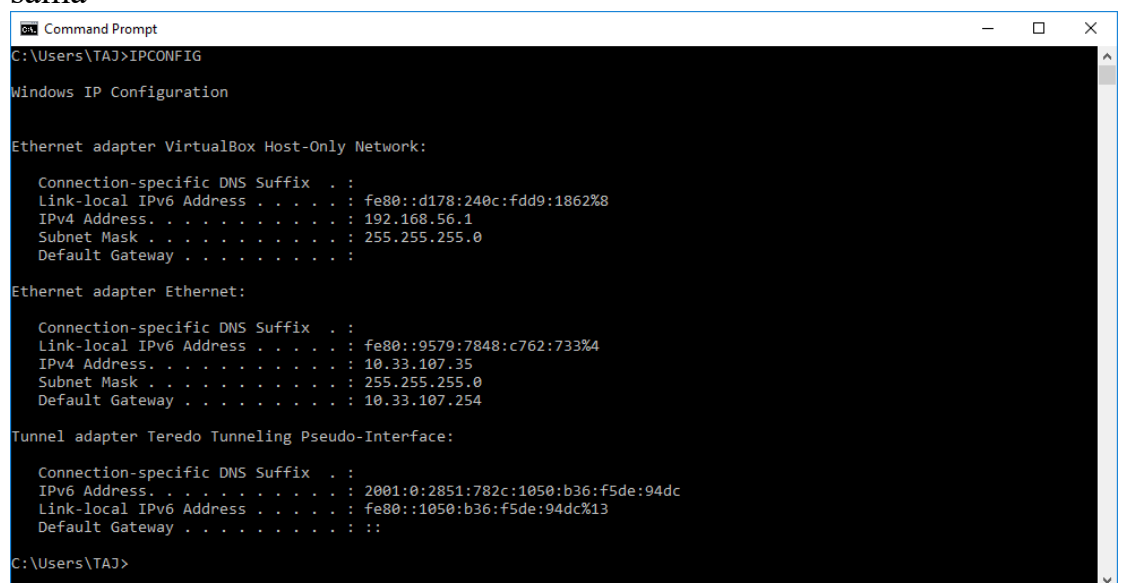 sama
Command Prompt
C:\Users\TAJ>IPCONFIG
Windows IP Configuration
Ethernet adapter VirtualBox Host-Only Network:
Connection-specific DNS Suffix  . :
Link-local IPv6 Address . . . . . : fe80::d178:240c:fdd9:1862%8
IPv4 Address. . . . . . . . . . . : 192.168.56.1
Subnet Mask . . . . . . . . . . . : 255.255.255.0
Default Gateway . . . . . . . . . :
Ethernet adapter Ethernet:
Connection-specific DNS Suffix  . :
Link-local IPv6 Address . . . . . : fe80::9579:7848:c762:733%4
IPv4 Address. . . . . . . . . . . : 10.33.107.35
Subnet Mask . . . . . . . . . . . : 255.255.255.0
Default Gateway . . . . . . . . . : 10.33.107.254
Tunnel adapter Teredo Tunneling Pseudo-Interface:
Connection-specific DNS Suffix  . :
IPv6 Address. . . . . . . . . . . : 2001:0:2851:782c:1050:b36:f5de:94dc
Link-local IPv6 Address . . . . . : fe80::1050:b36:f5de:94dc%13
Default Gateway . . . . . . . . . : ::
C:\Users\TAJ>